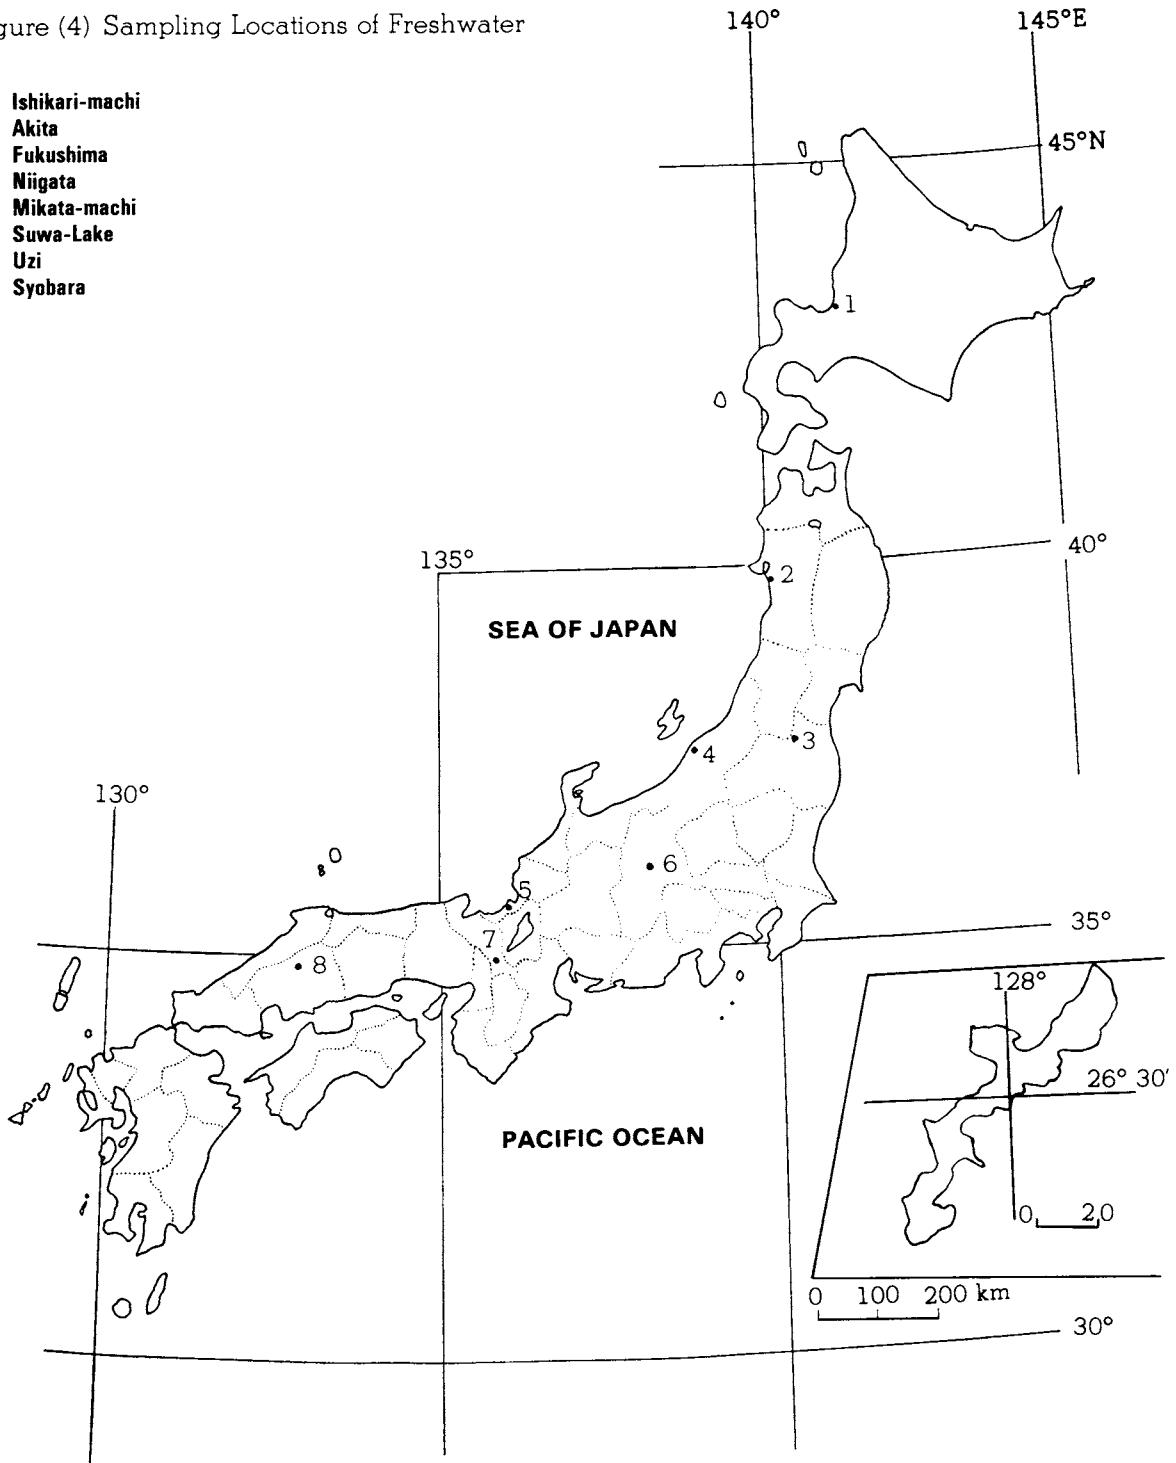 gure (4) Sampling Locations of Freshwater
140°
145°E
Ishikari-machi
Akita
Fukushima
Niigata
Mikata-machi
Suwa-Lake
Uzi
Syobara
45°N
1
40°
135°
2
SEA OF JAPAN
3
4
130°
6
5
35°
7
8
128°
26° 30′
PACIFIC OCEAN
0 20
0 100 200 km
30°